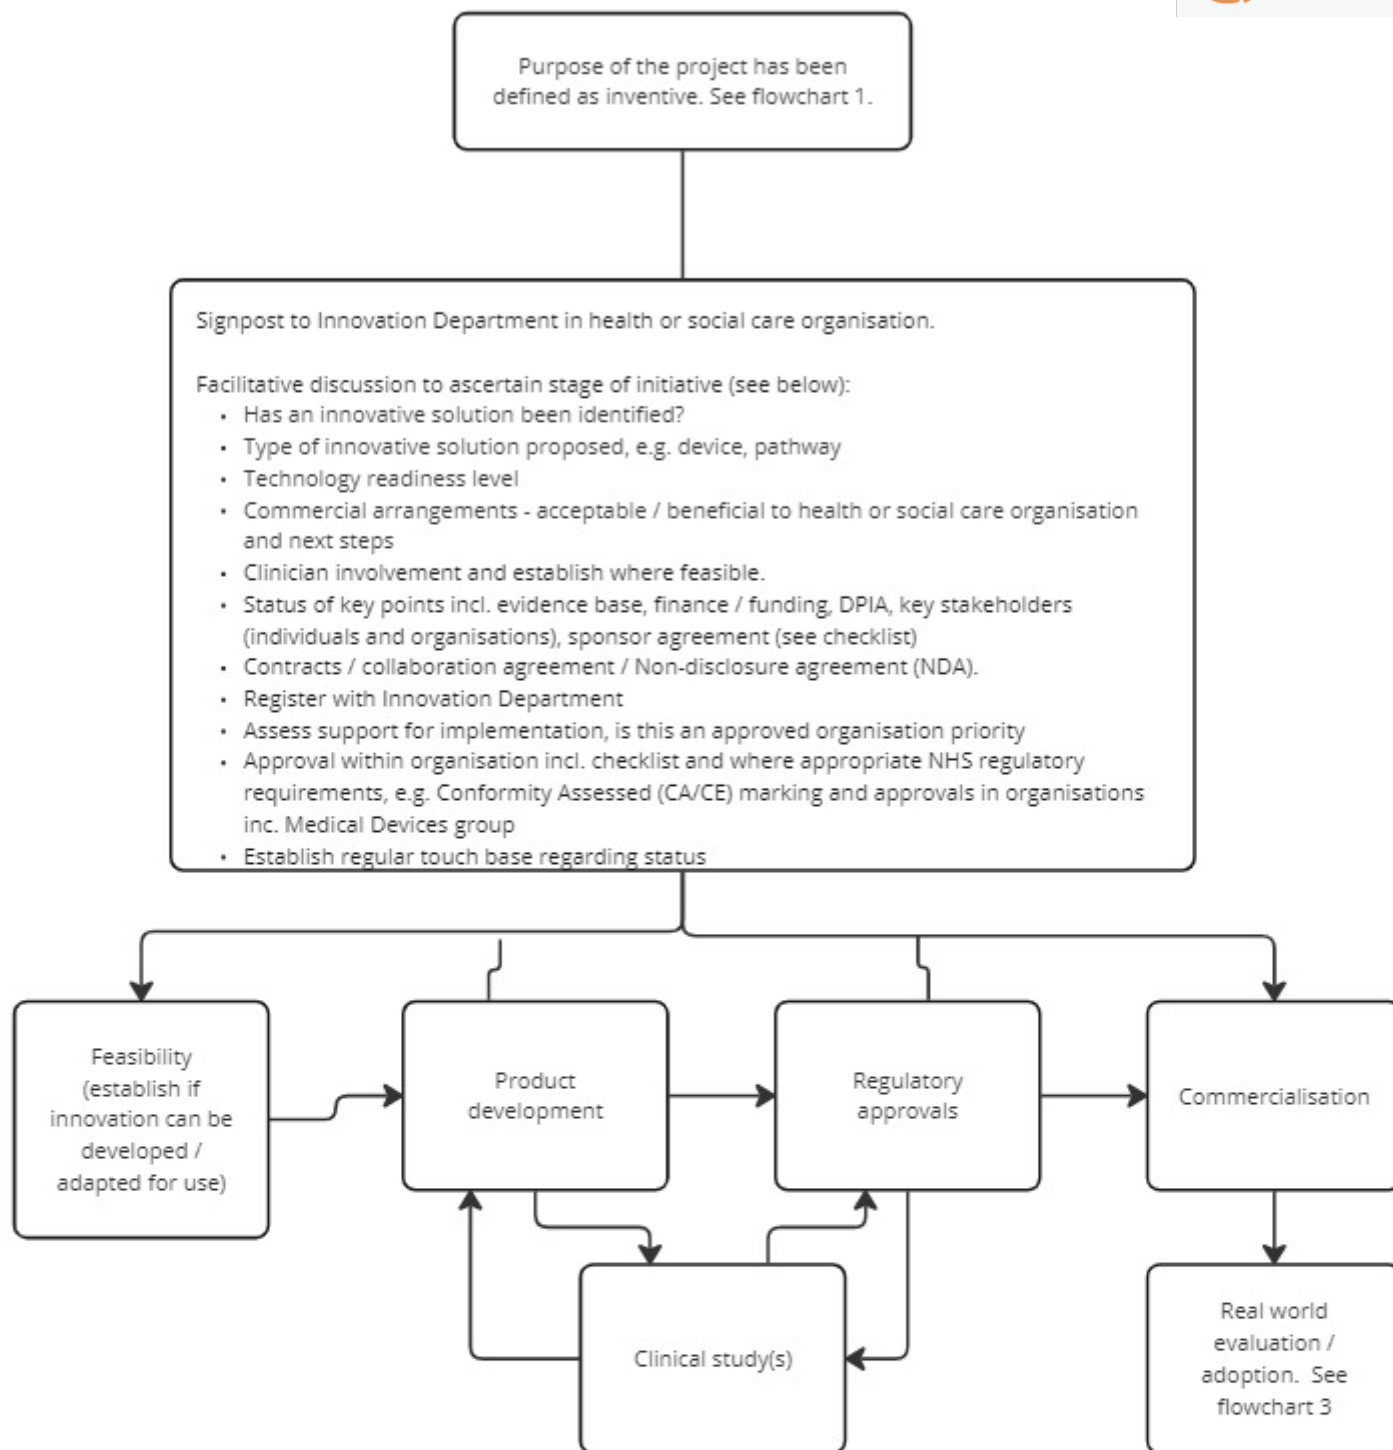 Purpose of the project has been
defined as inventive. See flowchart 1.
Signpost to Innovation Department in health or social care organisation.
Facilitative discussion to ascertain stage of initiative (see below):
• Has an innovative solution been identified?
• Type of innovative solution proposed, e.g. device, pathway
• Technology readiness level
• Commercial arrangements - acceptable / beneficial to health or social care organisation
and next steps
• Clinician involvement and establish where feasible.
• Status of key points incl. evidence base, finance / funding, DPIA, key stakeholders
(individuals and organisations), sponsor agreement (see checklist)
• Contracts / collaboration agreement / Non-disclosure agreement (NDA).
• Register with Innovation Department
• Assess support for implementation, is this an approved organisation priority
• Approval within organisation incl. checklist and where appropriate NHS regulatory
requirements, e.g. Conformity Assessed (CA/CE) marking and approvals in organisations
inc. Medical Devices group
• Establish regular touch base regarding status
Feasibility
(establish if
innovation can be
developed /
adapted for use)
Product
development
Regulatory
approvals
Commercialisation
Clinical study(s)
Real world
evaluation /
adoption. See
flowchart 3